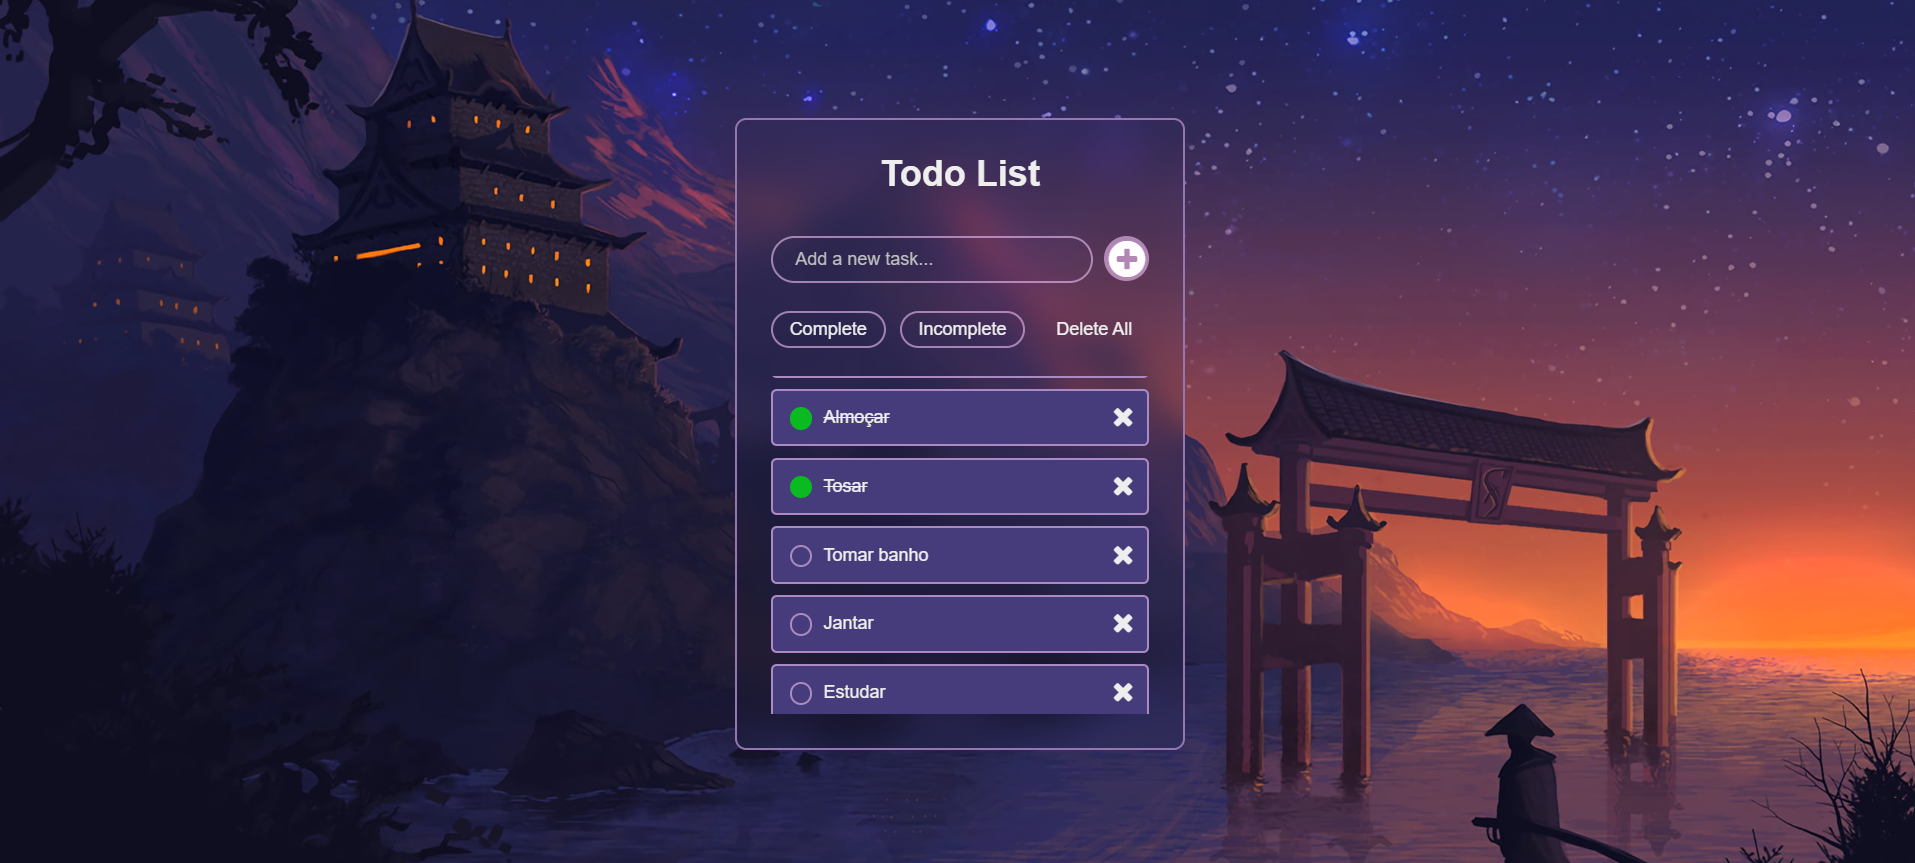 Todo List
Add a new task...
Complete Incomplete Delete All
Almoçar
Tosar
Tomar banho
Jantar
Estudar